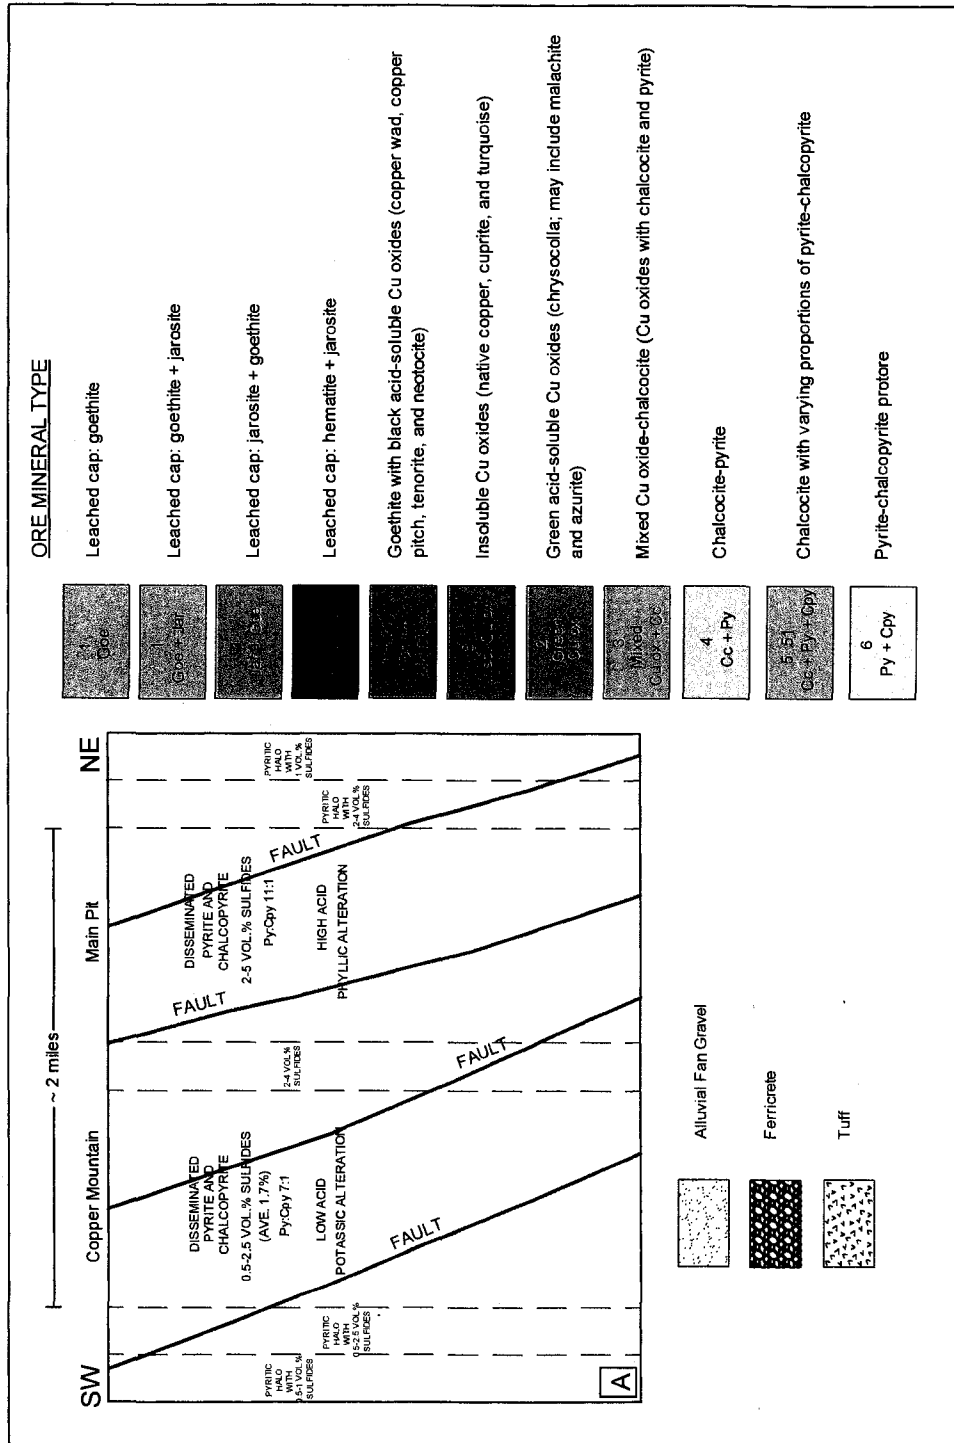 SW
NE
~ 2 miles
Copper Mountain
Main Pit
PYRITIC
HALO
WITH
0.5-1 VOL.%
SULFIDES
PYRITIC
HALO
WITH
0.5-2.5 VOL.%
SULFIDES
DISSEMINATED
PYRITE AND
CHALCOPYRITE
0.5-2.5 VOL.% SULFIDES
(AVE. 1.7%)
Py:Cpy 7:1
LOW ACID
POTASSIC ALTERATION
FAULT
FAULT
2-4 VOL.%
SULFIDES
FAULT
DISSEMINATED
PYRITE AND
CHALCOPYRITE
2-5 VOL.% SULFIDES
Py:Cpy 11:1
HIGH ACID
PHYLLIC ALTERATION
FAULT
PYRITIC
HALO
WITH
2-4 VOL.%
SULFIDES
PYRITIC
HALO
WITH
1 VOL.%
SULFIDES
A
Alluvial Fan Gravel
Ferricrete
Tuff
ORE MINERAL TYPE
1
Goe
Leached cap: goethite
1
Goe + Jar
Leached cap: goethite + jarosite
Jar + Goe
Leached cap: jarosite + goethite
Leached cap: hematite + jarosite
Goethite with black acid-soluble Cu oxides (copper wad, copper
pitch, tenorite, and neotocite)
Insoluble Cu oxides (native copper, cuprite, and turquoise)
2
Green
CuOx
Green acid-soluble Cu oxides (chrysocolla; may include malachite
and azurite)
3
Mixed
CuOx + Cc
Mixed Cu oxide-chalcocite (Cu oxides with chalcocite and pyrite)
4
Cc + Py
Chalcocite-pyrite
5, 51
Cc + Py + Cpy
Chalcocite with varying proportions of pyrite-chalcopyrite
6
Py + Cpy
Pyrite-chalcopyrite protore